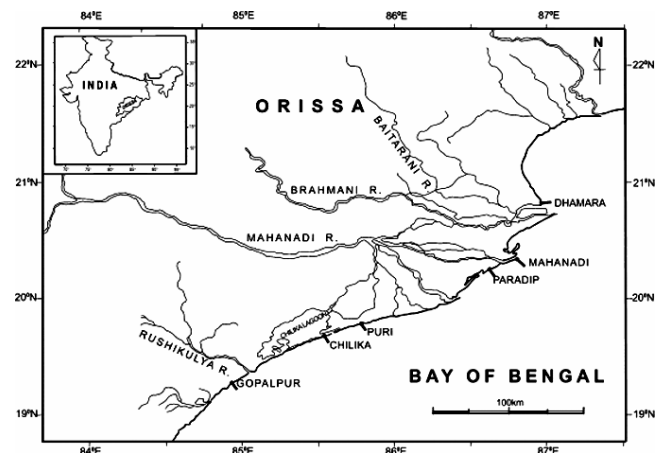 84°E
85°E
86°E
87°E
22°N
22°N
INDIA
N
ORISSA
BAITARANI R.
21°N
21°N
BRAHMANI R.
DHAMARA
MAHANADI R.
MAHANADI
PARADIP
20°N
20°N
CHILIKA LAGOON
PURI
CHILIKA
RUSHIKULYA R.
GOPALPUR
BAY OF BENGAL
100km
19°N
19°N
84°E
85°E
86°E
87°E